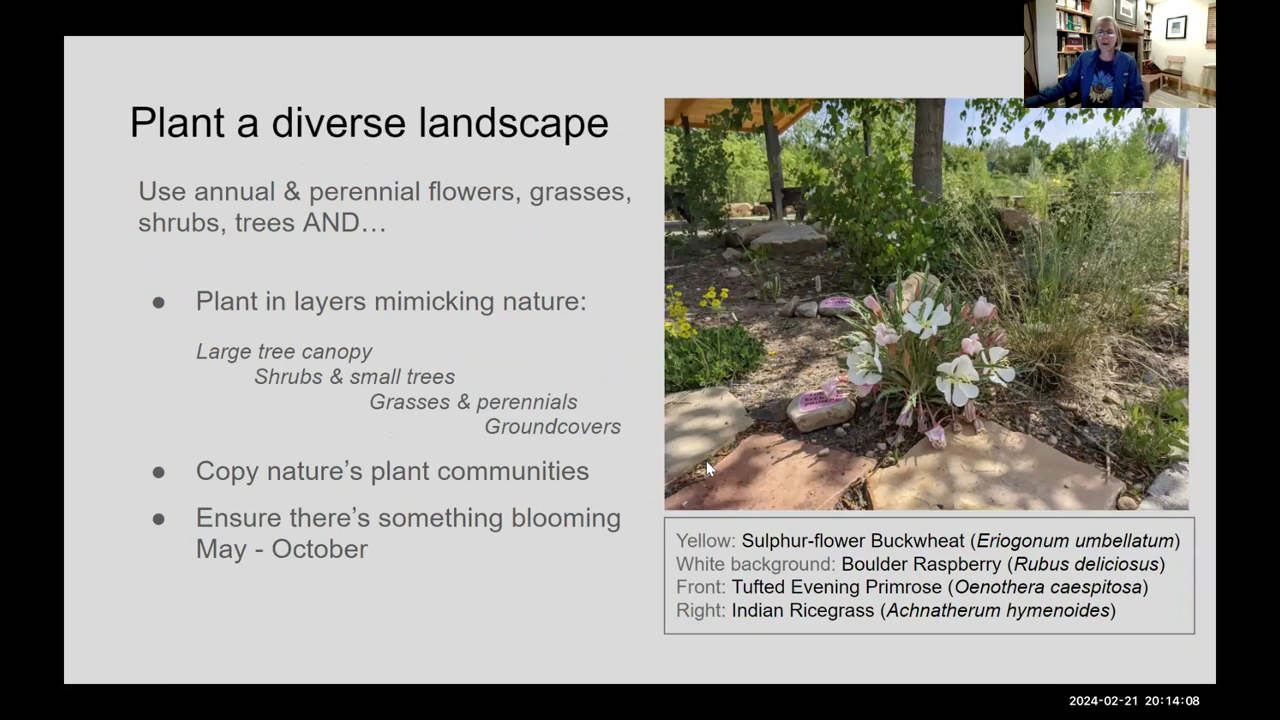 Plant a diverse landscape
Use annual & perennial flowers, grasses,
shrubs, trees AND…
● Plant in layers mimicking nature:
Large tree canopy
Shrubs & small trees
Grasses & perennials
Groundcovers
● Copy nature’s plant communities
● Ensure there’s something blooming
May - October
Yellow: Sulphur-flower Buckwheat (Eriogonum umbellatum)
White background: Boulder Raspberry (Rubus deliciosus)
Front: Tufted Evening Primrose (Oenothera caespitosa)
Right: Indian Ricegrass (Achnatherum hymenoides)
2024-02-21 20:14:08